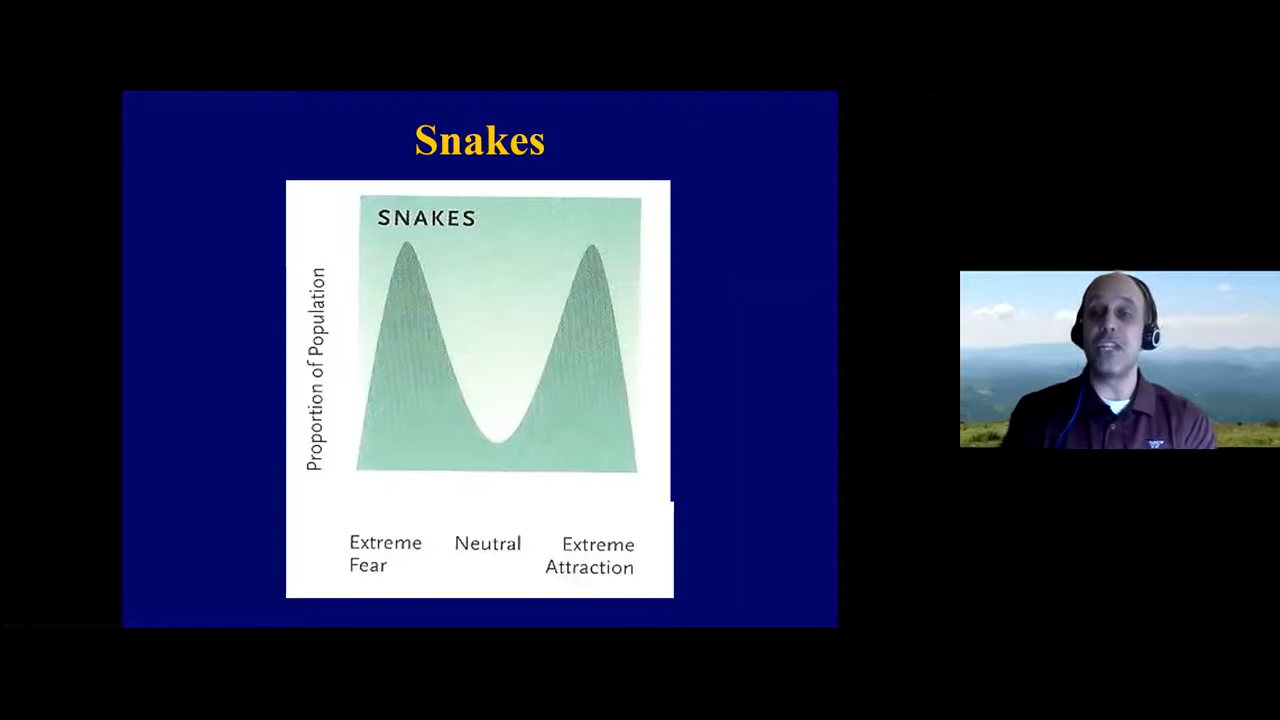 Snakes
SNAKES
Proportion of Population
Extreme Fear
Neutral
Extreme Attraction